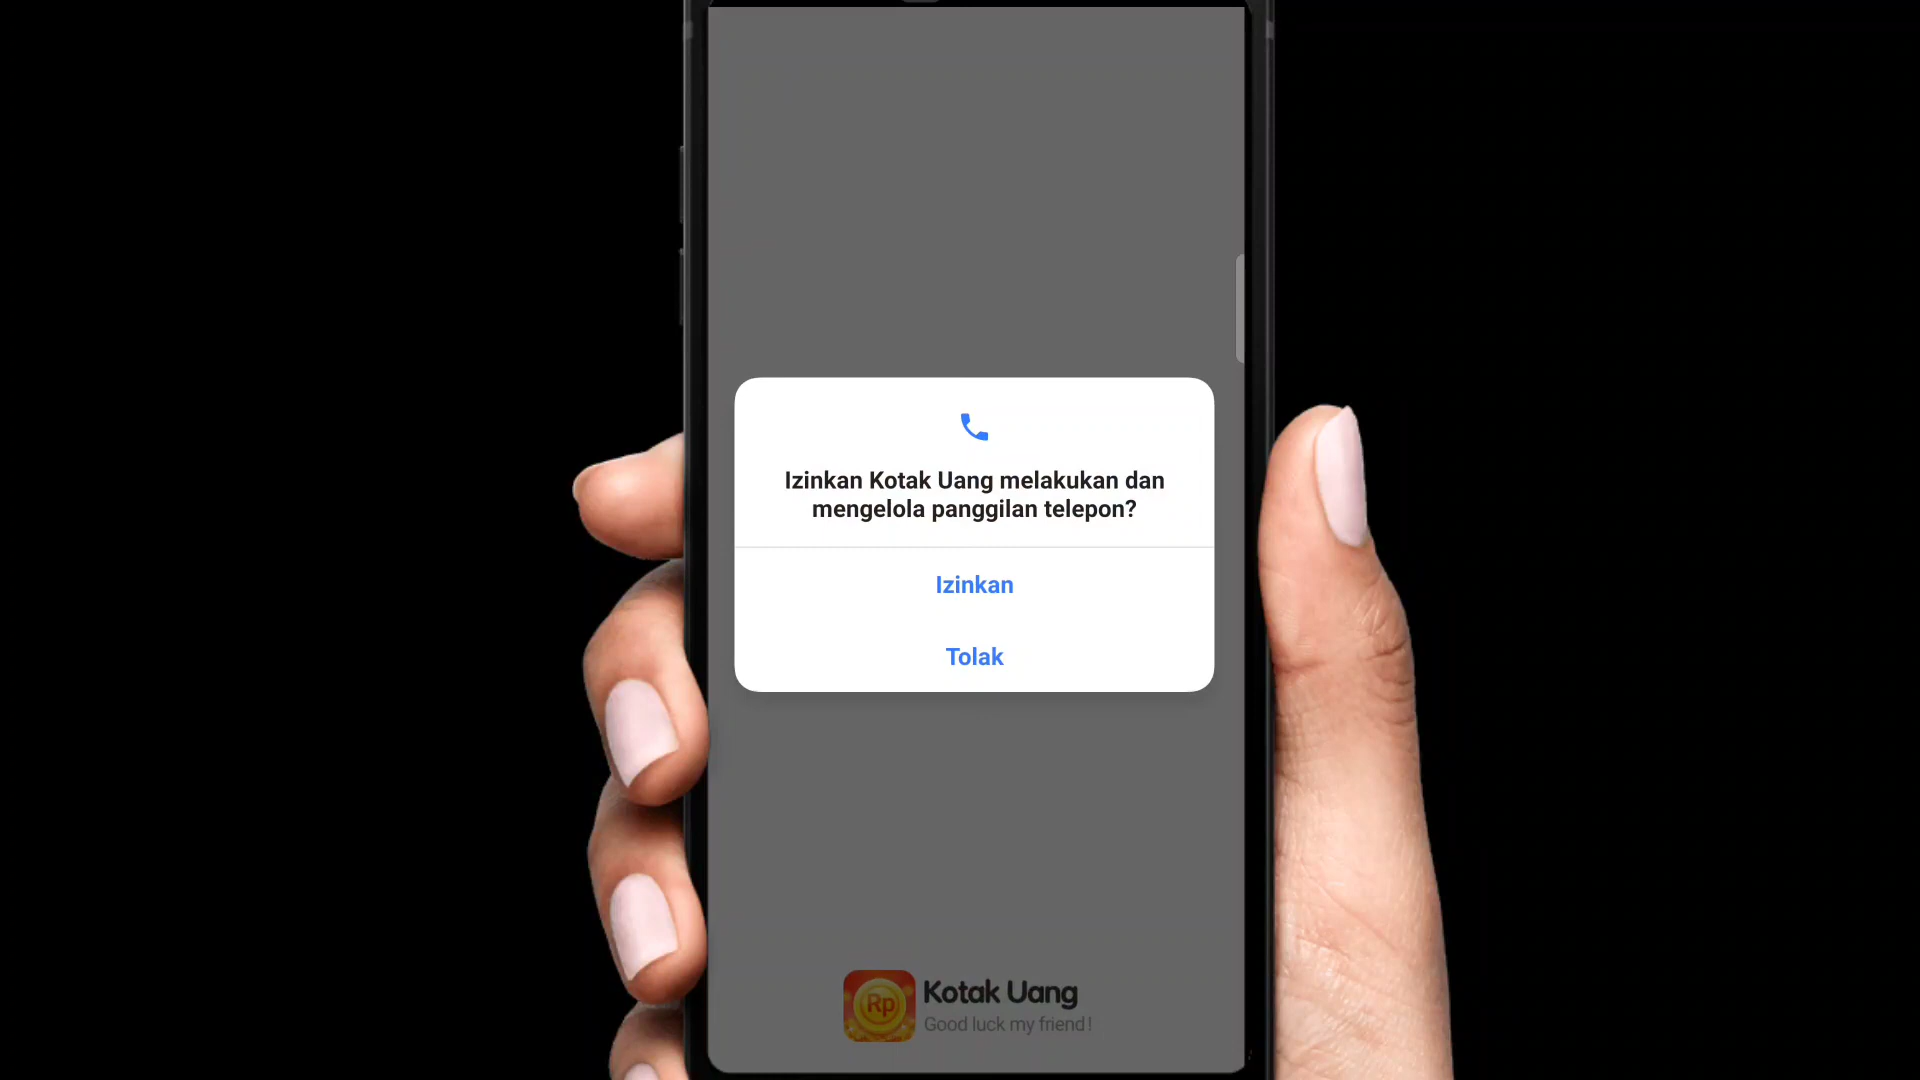 Izinkan Kotak Uang melakukan dan
mengelola panggilan telepon?
Izinkan
Tolak
Rp
Kotak Uang
Good luck my friend!